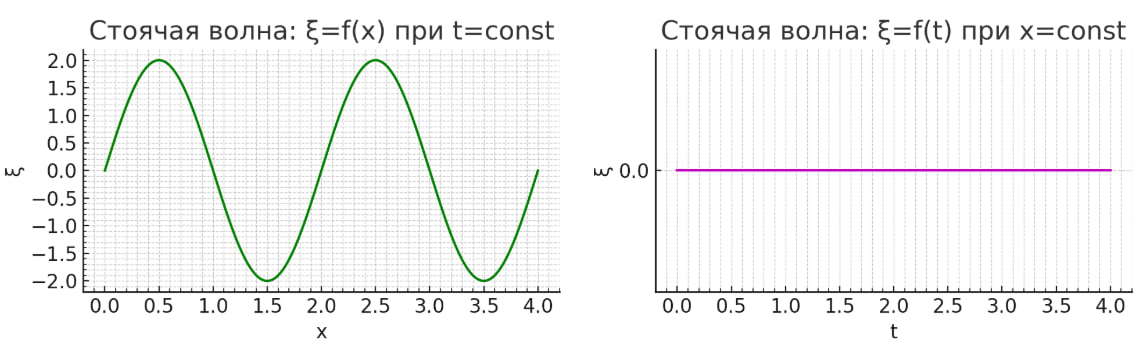 Стоячая волна: ξ=f(x) при t=const
2.0
1.5
1.0
0.5
0.0
−0.5
−1.0
−1.5
−2.0
ξ
0.0 0.5 1.0 1.5 2.0 2.5 3.0 3.5 4.0
x
Стоячая волна: ξ=f(t) при x=const
ξ
0.0
0.0 0.5 1.0 1.5 2.0 2.5 3.0 3.5 4.0
t